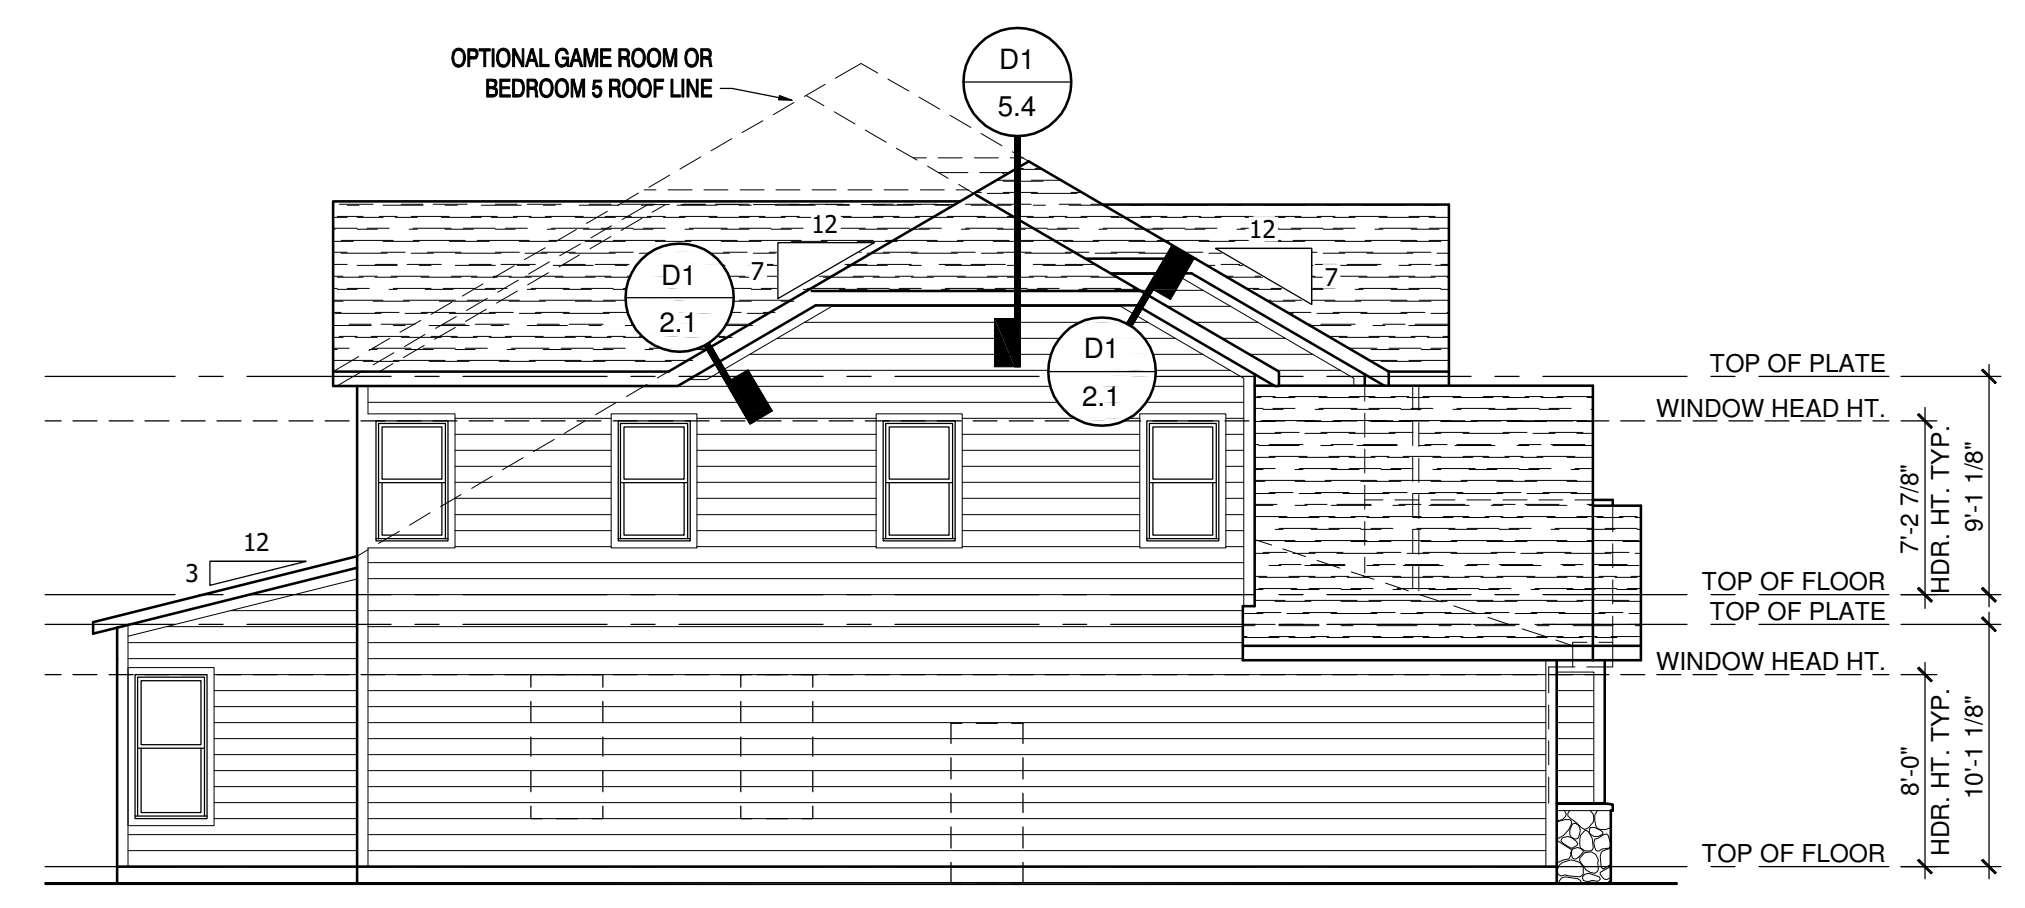 OPTIONAL GAME ROOM OR
BEDROOM 5 ROOF LINE
D1
5.4
12
7
12
7
D1
2.1
D1
2.1
12
3
TOP OF PLATE
WINDOW HEAD HT.
7'-2 7/8"
HDR. HT. TYP.
9'-1 1/8"
TOP OF FLOOR
TOP OF PLATE
WINDOW HEAD HT.
8'-0"
HDR. HT. TYP.
10'-1 1/8"
TOP OF FLOOR